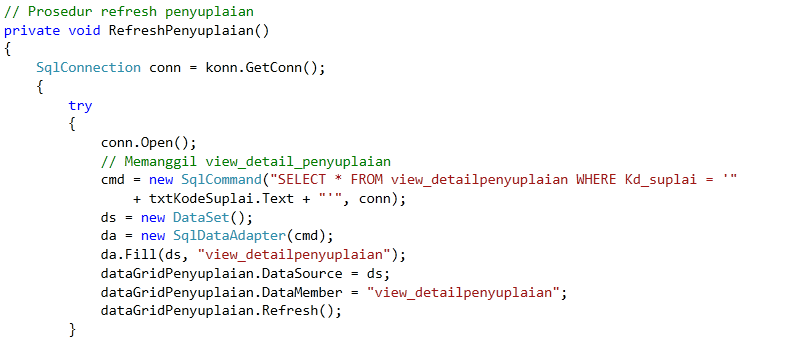 // Prosedur refresh penyuplaian
private void RefreshPenyuplaian()
{
    SqlConnection conn = konn.GetConn();
    {
        try
        {
            conn.Open();
            // Memanggil view_detail_penyuplaian
            cmd = new SqlCommand("SELECT * FROM view_detailpenyuplaian WHERE Kd_suplai = '"
                + txtKodeSuplai.Text + "'", conn);
            ds = new DataSet();
            da = new SqlDataAdapter(cmd);
            da.Fill(ds, "view_detailpenyuplaian");
            dataGridPenyuplaian.DataSource = ds;
            dataGridPenyuplaian.DataMember = "view_detailpenyuplaian";
            dataGridPenyuplaian.Refresh();
        }